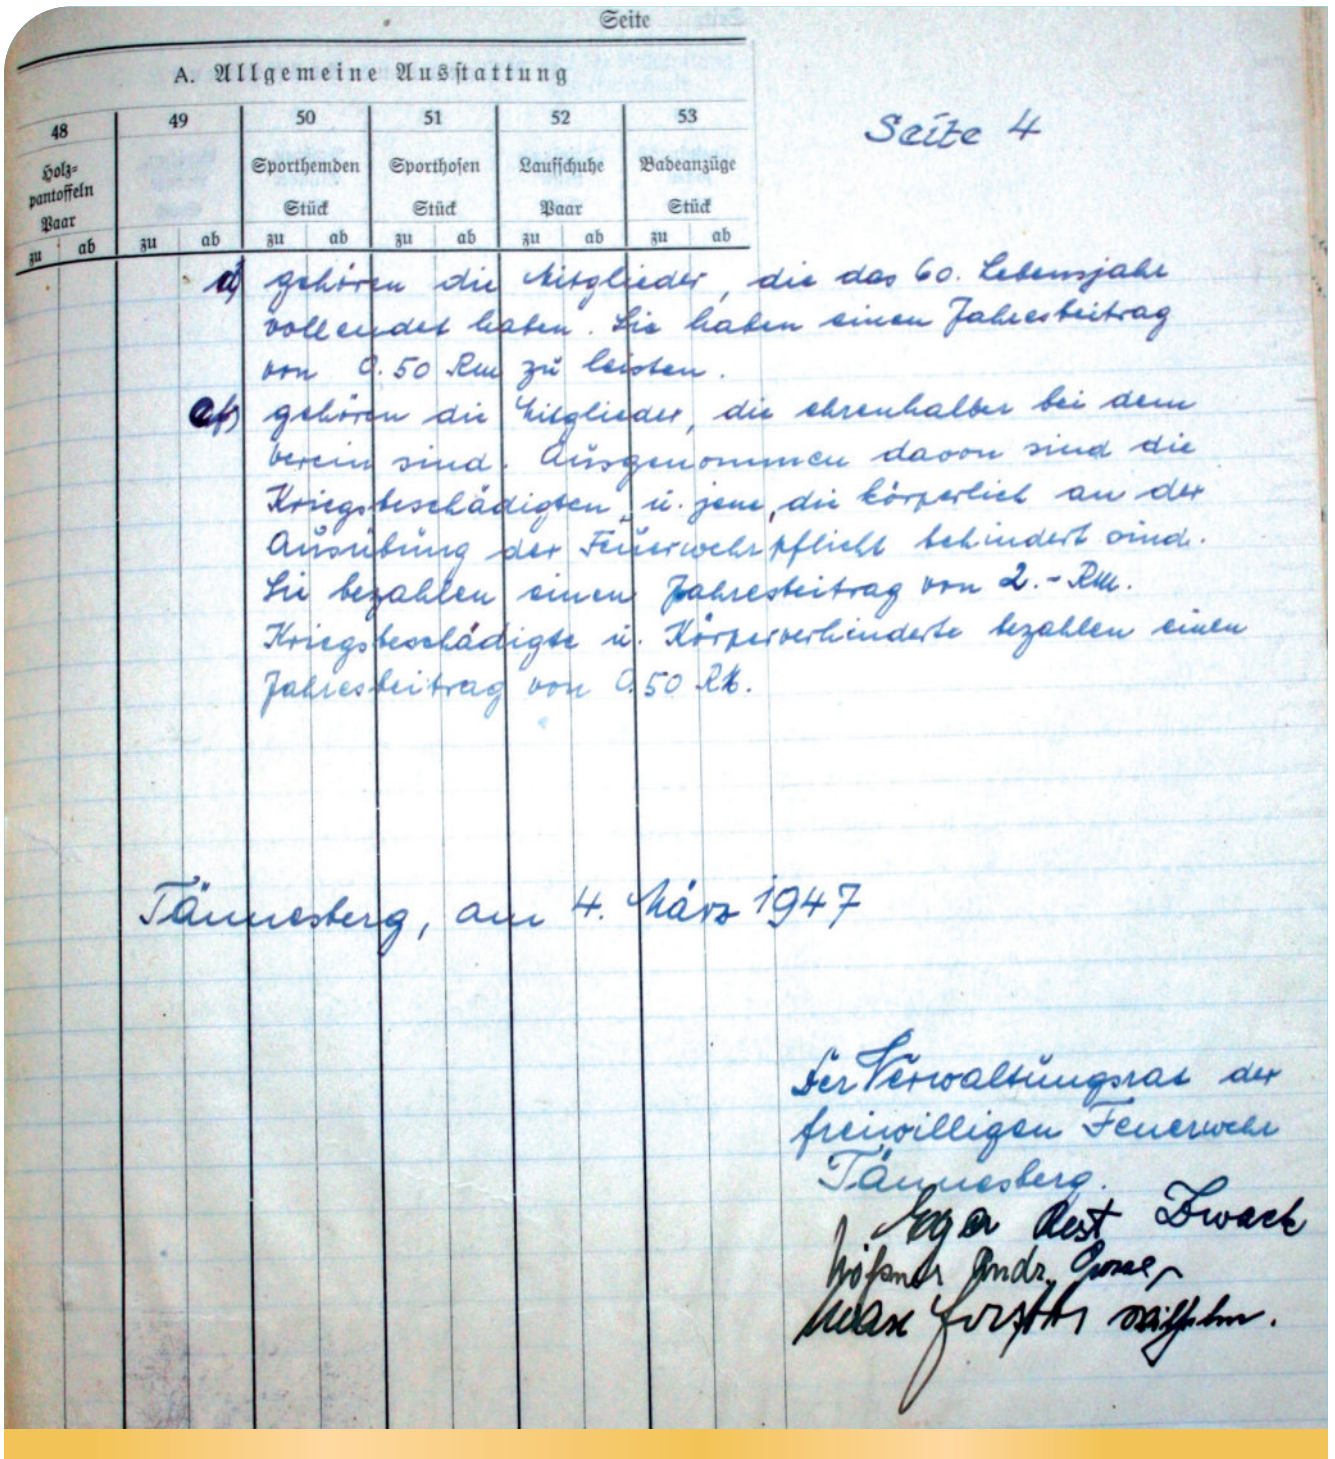 Seite
A. Allgemeine Ausstattung
48 49 50 51 52 53
Holz=
pantoffeln Sporthemden Sporthosen Laufschuhe Badeanzüge
Paar Stück Stück Paar Stück
zu ab zu ab zu ab zu ab zu ab zu ab
Seite 4
gehören die Mitglieder, die das 60. Lebensjahr
vollendet haben. Sie haben einen Jahresbeitrag
von 0.50 Rm zu leisten.
gehören die Mitglieder, die ehrenhalber bei dem
Verein sind. Ausgenommen davon sind die
Kriegsbeschädigten u. jene, die körperlich an der
Ausübung der Feuerwehrpflicht behindert sind.
Sie bezahlen einen Jahresbeitrag von 2.- Rm.
Kriegsbeschädigte u. Körperverhinderte bezahlen einen
Jahresbeitrag von 0.50 RM.
Tännesberg, am 4. März 1947
Der Verwaltungsrat der
freiwilligen Feuerwehr
Tännesberg.
Zwack
Andr.